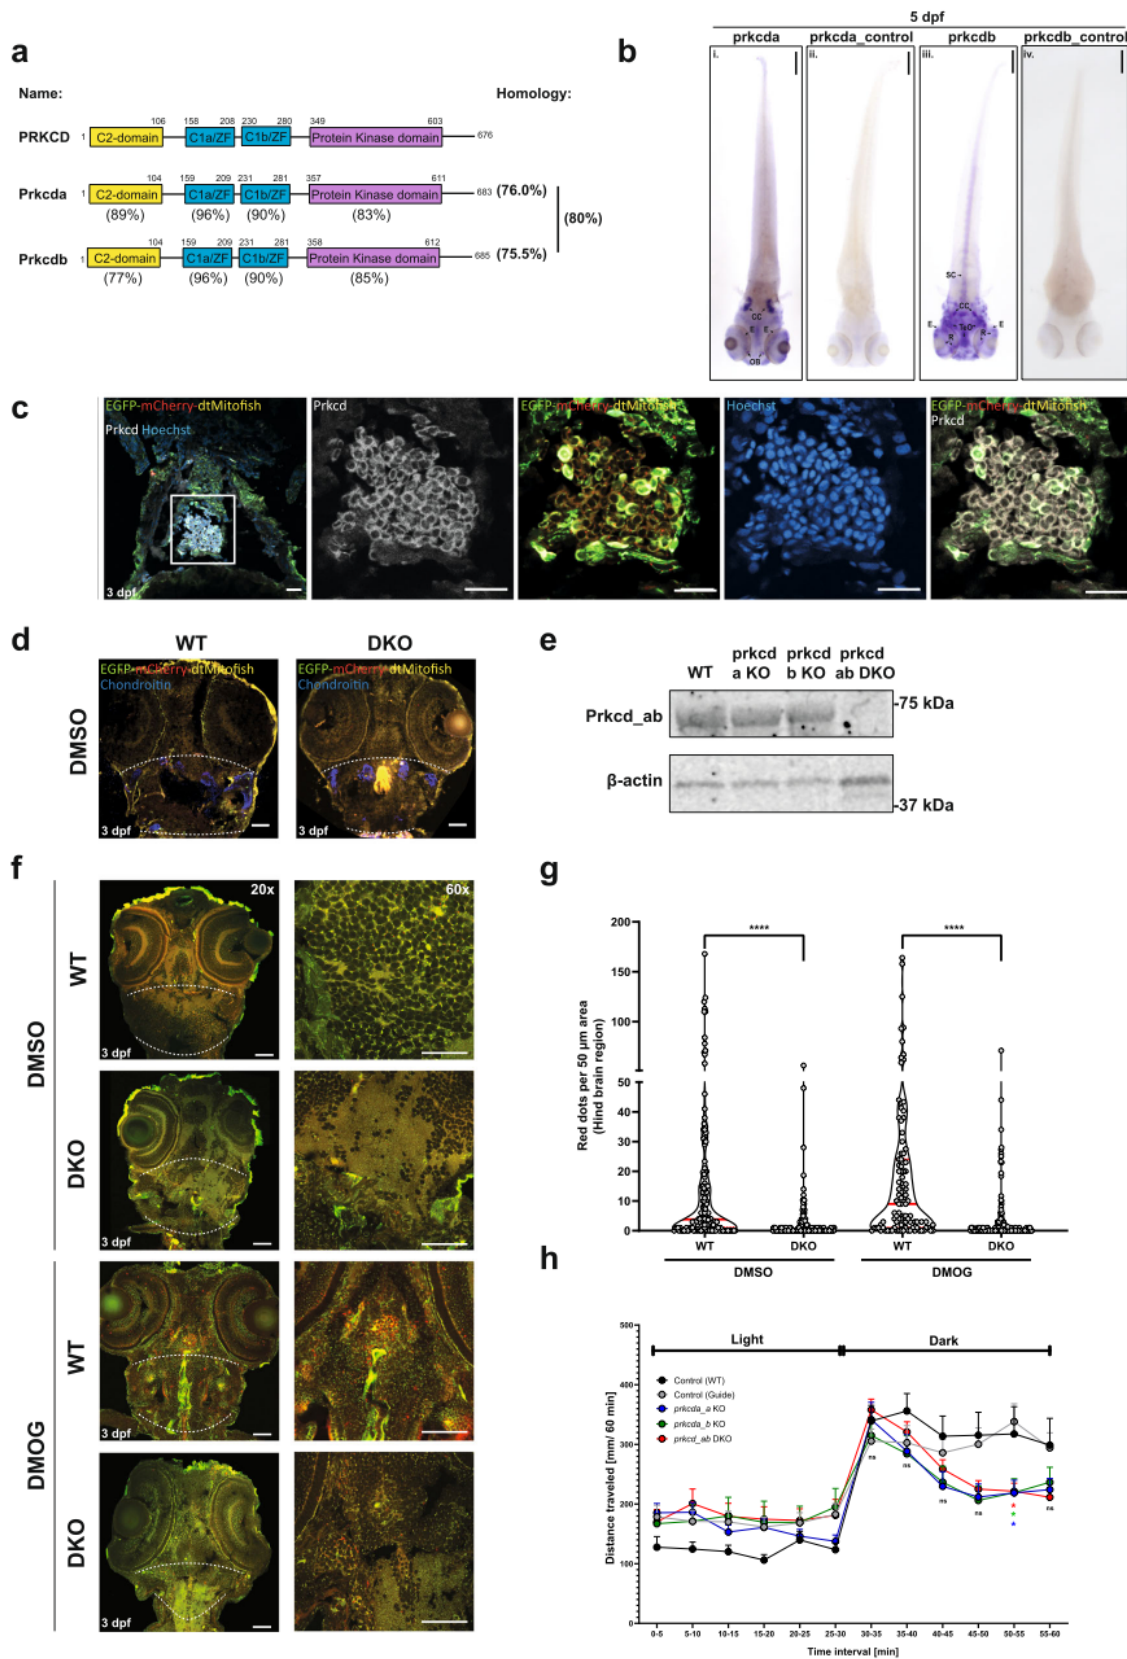 a
Name:
Homology:
PRKCD 1 C2-domain 106 158 C1a/ZF 208 230 C1b/ZF 280 349 Protein Kinase domain 603 676
Prkcda 1 C2-domain 104 159 C1a/ZF 209 231 C1b/ZF 281 357 Protein Kinase domain 611 683 (76.0%)
(89%) (96%) (90%) (83%)
(80%)
Prkcdb 1 C2-domain 104 159 C1a/ZF 209 231 C1b/ZF 281 358 Protein Kinase domain 612 685 (75.5%)
(77%) (96%) (90%) (85%)
b
5 dpf
prkcda prkcda_control prkcdb prkcdb_control
i. ii. iii. iv.
CC
E E
OB
SC
CC
E TeO E
R R
c
EGFP-mCherry-dtMitofish
Prkcd Hoechst
3 dpf
Prkcd
EGFP-mCherry-dtMitofish
Hoechst
EGFP-mCherry-dtMitofish
Prkcd
d
WT DKO
DMSO
EGFP-mCherry-dtMitofish
Chondroitin
3 dpf
EGFP-mCherry-dtMitofish
Chondroitin
3 dpf
e
WT prkcd a KO prkcd b KO prkcd ab DKO
Prkcd_ab
-75 kDa
β-actin
-37 kDa
f
20x 60x
DMSO
WT
3 dpf
DKO
3 dpf
DMOG
WT
3 dpf
DKO
3 dpf
g
Red dots per 50 µm area
(Hind brain region)
200
150
100
50
40
30
20
10
0
**** ****
WT DKO WT DKO
DMSO DMOG
h
Distance traveled [mm/ 60 min]
500
400
300
200
100
0
Light Dark
Control (WT)
Control (Guide)
prkcda_a KO
prkcda_b KO
prkcd_ab DKO
ns ns ns ns * * * ns
0-5 5-10 10-15 15-20 20-25 25-30 30-35 35-40 40-45 45-50 50-55 55-60
Time interval [min]